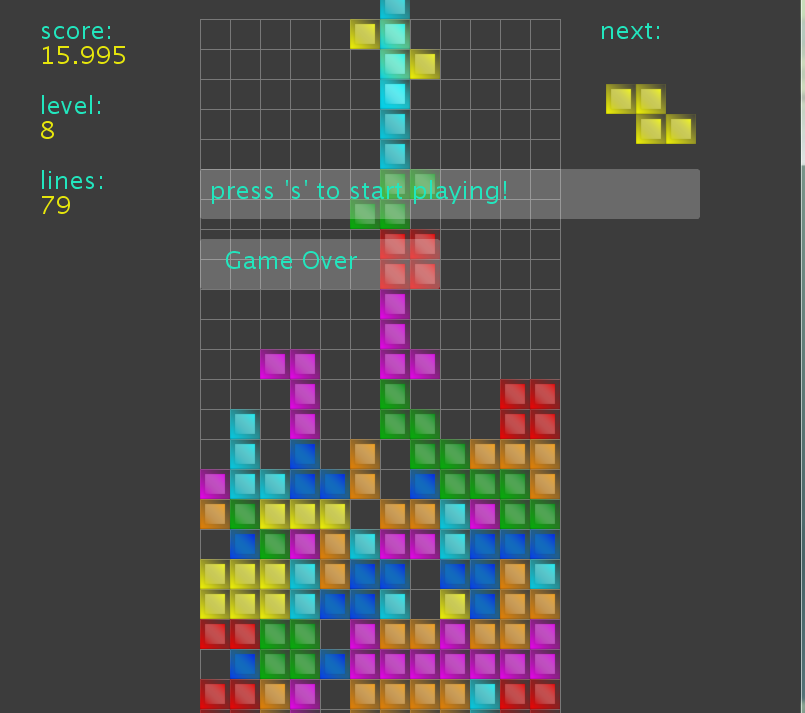 score:
15.995
level:
8
lines:
79
next:
press 's' to start playing!
Game Over